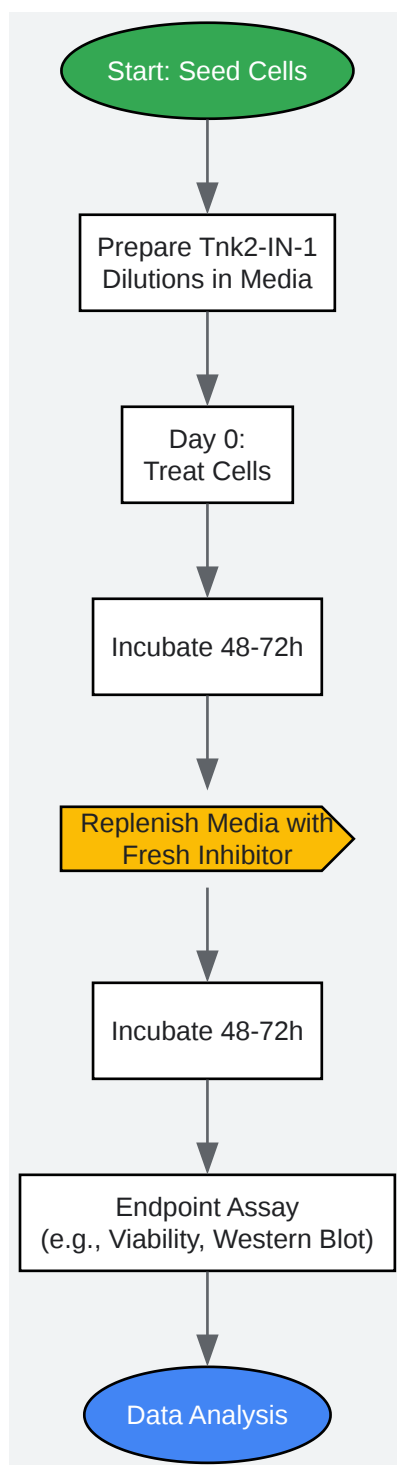 Start: Seed Cells
Prepare Tnk2-IN-1
Dilutions in Media
Day 0:
Treat Cells
Incubate 48-72h
Replenish Media with
Fresh Inhibitor
Incubate 48-72h
Endpoint Assay
(e.g., Viability, Western Blot)
Data Analysis